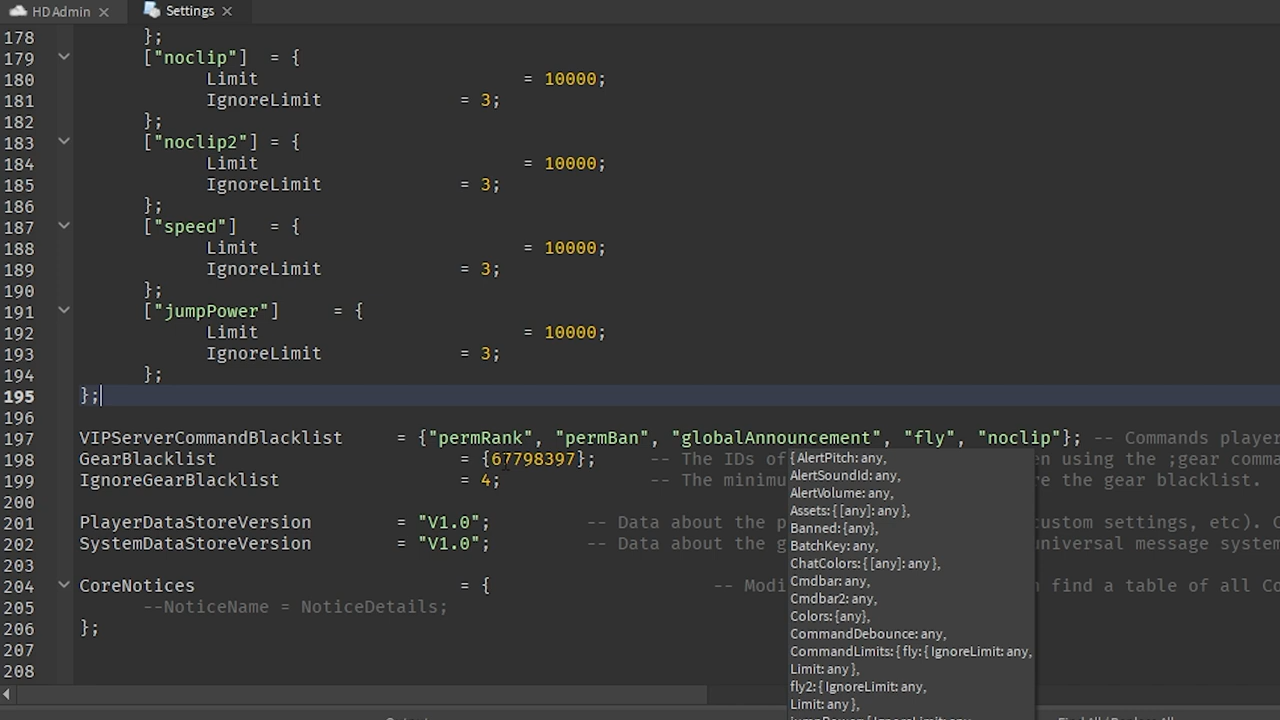 HDAdmin Settings
178 };
179 ["noclip"] = {
180 Limit = 10000;
181 IgnoreLimit = 3;
182 };
183 ["noclip2"] = {
184 Limit = 10000;
185 IgnoreLimit = 3;
186 };
187 ["speed"] = {
188 Limit = 10000;
189 IgnoreLimit = 3;
190 };
191 ["jumpPower"] = {
192 Limit = 10000;
193 IgnoreLimit = 3;
194 };
195 };
196
197 VIPServerCommandBlacklist = {"permRank", "permBan", "globalAnnouncement", "fly", "noclip"}; -- Commands player
198 GearBlacklist = {67798397}; -- The IDs of en using the ;gear comma
199 IgnoreGearBlacklist = 4; -- The minimu re the gear blacklist.
200
201 PlayerDataStoreVersion = "V1.0"; -- Data about the p custom settings, etc). C
202 SystemDataStoreVersion = "V1.0"; -- Data about the g universal message system
203
204 CoreNotices = { -- Modi n find a table of all Co
205 --NoticeName = NoticeDetails;
206 };
207
208
{ AlertPitch: any,
AlertSoundId: any,
AlertVolume: any,
Assets: { [any]: any },
Banned: {any},
BatchKey: any,
ChatColors: { [any]: any },
Cmdbar: any,
Cmdbar2: any,
Colors: {any},
CommandDebounce: any,
CommandLimits: { fly: { IgnoreLimit: any,
Limit: any },
fly2: { IgnoreLimit: any,
Limit: any },